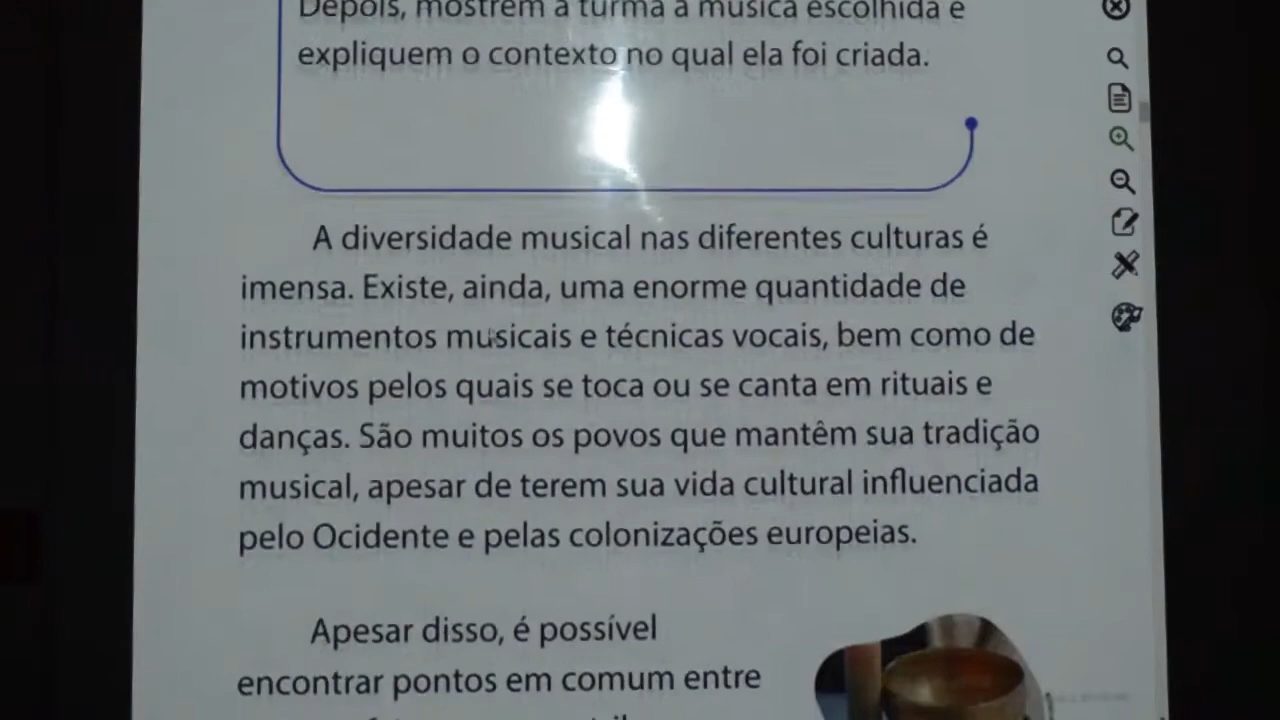 Depois, mostrem à turma a música escolhida e
expliquem o contexto no qual ela foi criada.
A diversidade musical nas diferentes culturas é
imensa. Existe, ainda, uma enorme quantidade de
instrumentos musicais e técnicas vocais, bem como de
motivos pelos quais se toca ou se canta em rituais e
danças. São muitos os povos que mantêm sua tradição
musical, apesar de terem sua vida cultural influenciada
pelo Ocidente e pelas colonizações europeias.
Apesar disso, é possível
encontrar pontos em comum entre